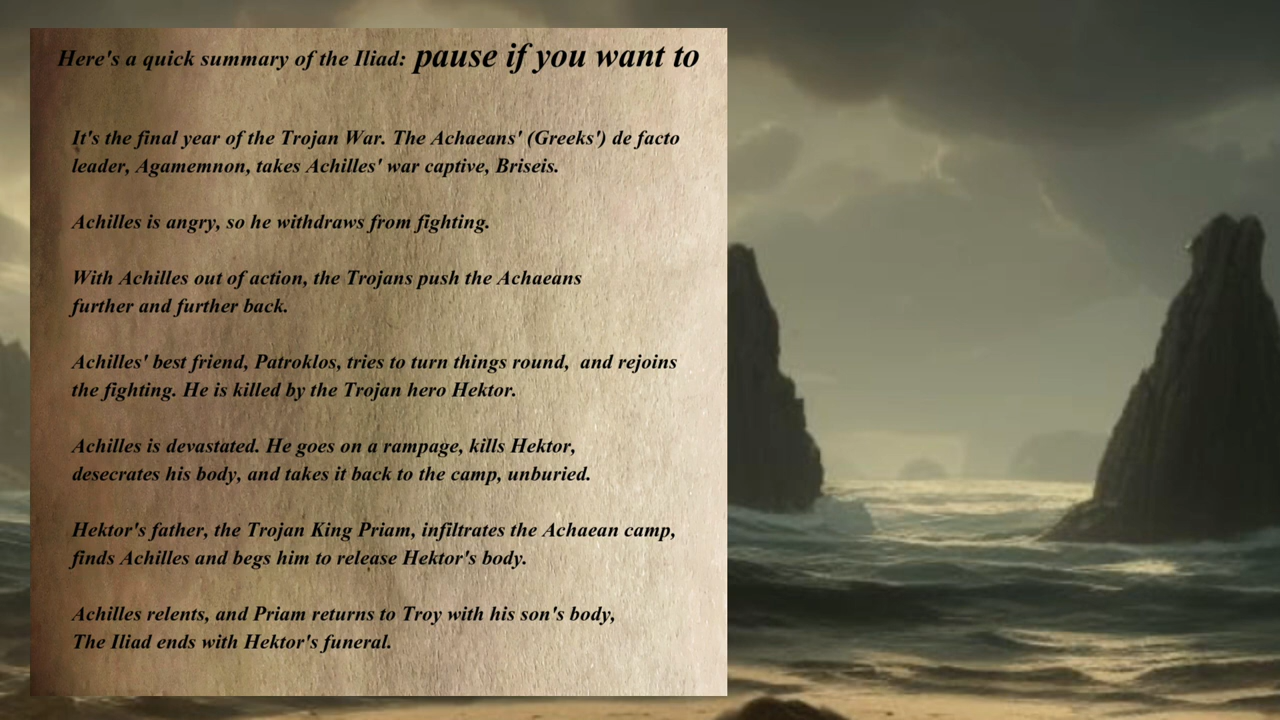 Here's a quick summary of the Iliad: pause if you want to
It's the final year of the Trojan War. The Achaeans' (Greeks') de facto
leader, Agamemnon, takes Achilles' war captive, Briseis.
Achilles is angry, so he withdraws from fighting.
With Achilles out of action, the Trojans push the Achaeans
further and further back.
Achilles' best friend, Patroklos, tries to turn things round,  and rejoins
the fighting. He is killed by the Trojan hero Hektor.
Achilles is devastated. He goes on a rampage, kills Hektor,
desecrates his body, and takes it back to the camp, unburied.
Hektor's father, the Trojan King Priam, infiltrates the Achaean camp,
finds Achilles and begs him to release Hektor's body.
Achilles relents, and Priam returns to Troy with his son's body,
The Iliad ends with Hektor's funeral.